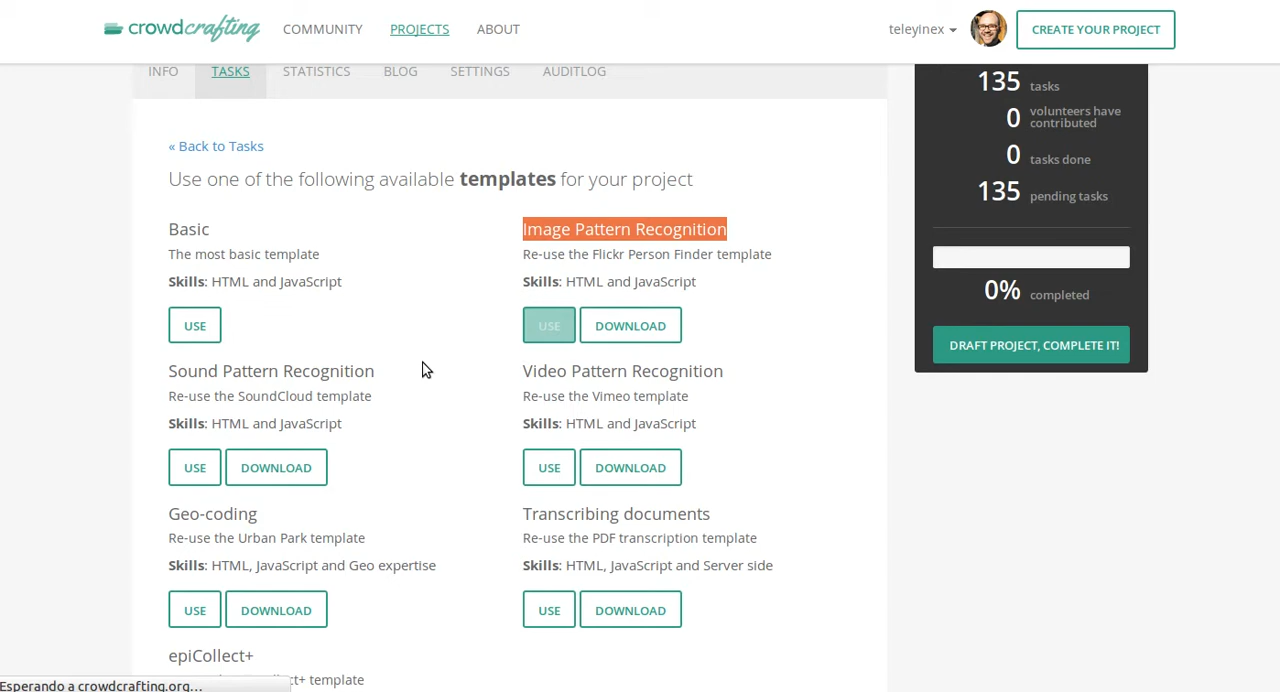 crowdcrafting COMMUNITY PROJECTS ABOUT teleyinex CREATE YOUR PROJECT
INFO TASKS STATISTICS BLOG SETTINGS AUDITLOG
135 tasks
0 volunteers have contributed
0 tasks done
135 pending tasks
0% completed
DRAFT PROJECT, COMPLETE IT!
« Back to Tasks
Use one of the following available templates for your project
Basic
The most basic template
Skills: HTML and JavaScript
USE
Image Pattern Recognition
Re-use the Flickr Person Finder template
Skills: HTML and JavaScript
USE DOWNLOAD
Sound Pattern Recognition
Re-use the SoundCloud template
Skills: HTML and JavaScript
USE DOWNLOAD
Video Pattern Recognition
Re-use the Vimeo template
Skills: HTML and JavaScript
USE DOWNLOAD
Geo-coding
Re-use the Urban Park template
Skills: HTML, JavaScript and Geo expertise
USE DOWNLOAD
Transcribing documents
Re-use the PDF transcription template
Skills: HTML, JavaScript and Server side
USE DOWNLOAD
epiCollect+
template
Esperando a crowdcrafting.org...